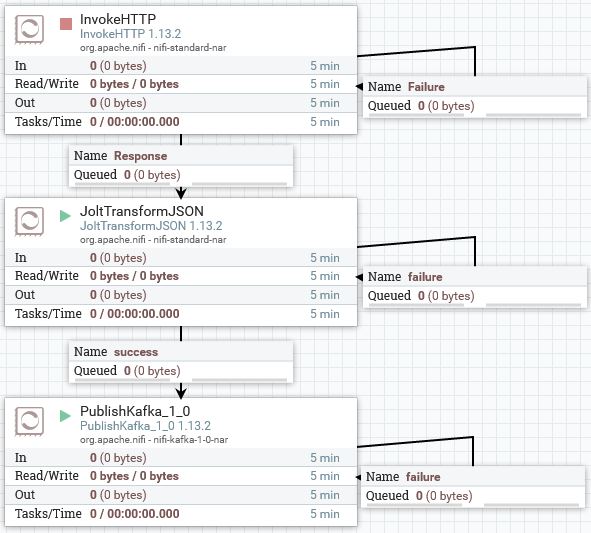 InvokeHTTP
InvokeHTTP 1.13.2
org.apache.nifi - nifi-standard-nar
In 0 (0 bytes) 5 min
Read/Write 0 bytes / 0 bytes 5 min
Out 0 (0 bytes) 5 min
Tasks/Time 0 / 00:00:00.000 5 min
Name Failure
Queued 0 (0 bytes)
Name Response
Queued 0 (0 bytes)
JoltTransformJSON
JoltTransformJSON 1.13.2
org.apache.nifi - nifi-standard-nar
In 0 (0 bytes) 5 min
Read/Write 0 bytes / 0 bytes 5 min
Out 0 (0 bytes) 5 min
Tasks/Time 0 / 00:00:00.000 5 min
Name failure
Queued 0 (0 bytes)
Name success
Queued 0 (0 bytes)
PublishKafka_1_0
PublishKafka_1_0 1.13.2
org.apache.nifi - nifi-kafka-1-0-nar
In 0 (0 bytes) 5 min
Read/Write 0 bytes / 0 bytes 5 min
Out 0 (0 bytes) 5 min
Tasks/Time 0 / 00:00:00.000 5 min
Name failure
Queued 0 (0 bytes)